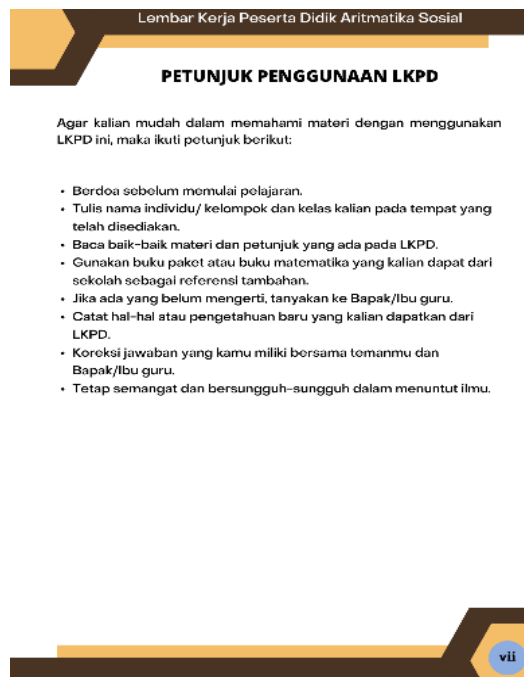 Lembar Kerja Peserta Didik Aritmatika Sosial
PETUNJUK PENGGUNAAN LKPD
Agar kalian mudah dalam memahami materi dengan menggunakan
LKPD ini, maka ikuti petunjuk berikut:
• Berdoa sebelum memulai pelajaran.
• Tulis nama individu/ kelompok dan kelas kalian pada tempat yang
telah disediakan.
• Baca baik-baik materi dan petunjuk yang ada pada LKPD.
• Gunakan buku paket atau buku matematika yang kalian dapat dari
sekolah sebagai referensi tambahan.
• Jika ada yang belum mengerti, tanyakan ke Bapak/Ibu guru.
• Catat hal-hal atau pengetahuan baru yang kalian dapatkan dari
LKPD.
• Koreksi jawaban yang kamu miliki bersama temanmu dan
Bapak/Ibu guru.
• Tetap semangat dan bersungguh-sungguh dalam menuntut ilmu.
vii